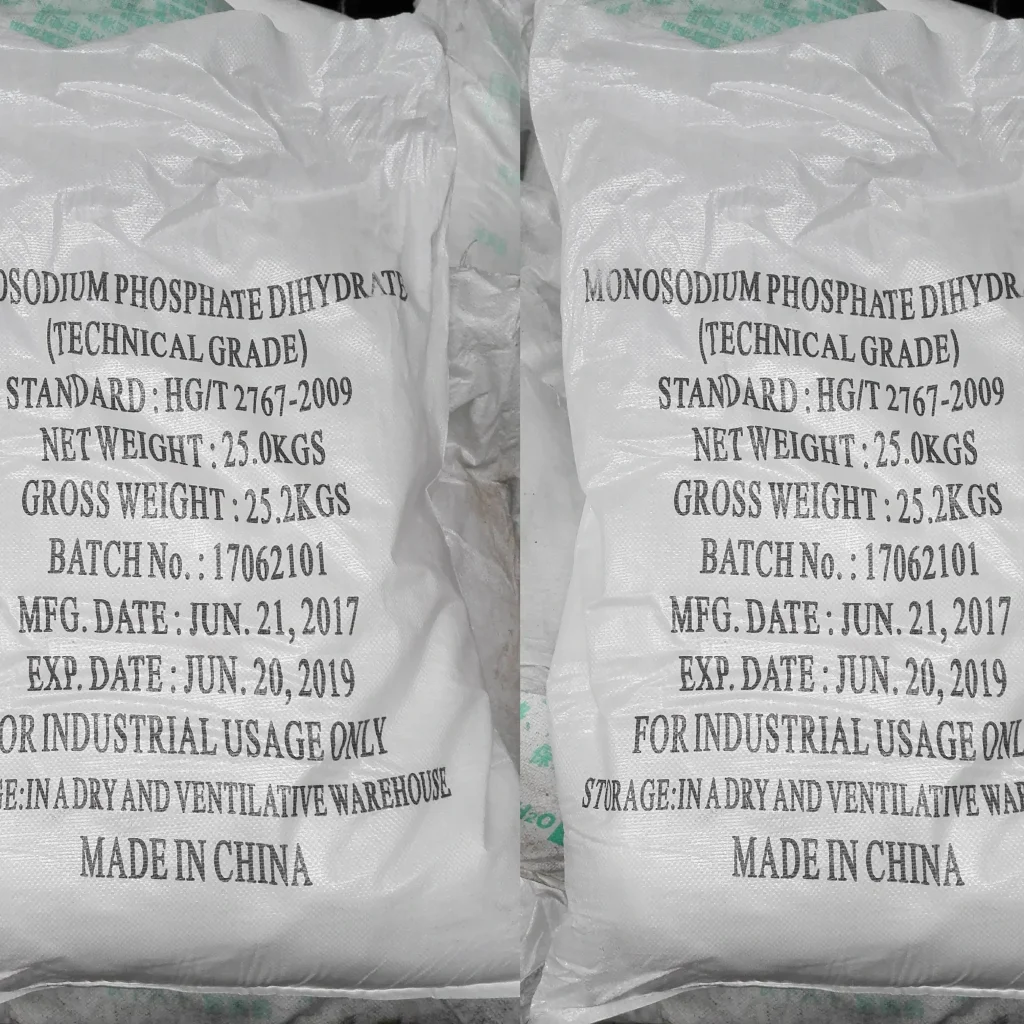 OSODIUM PHOSPHATE DIHYDRATE
(TECHNICAL GRADE)
STANDARD : HG/T 2767-2009
NET WEIGHT : 25.0KGS
GROSS WEIGHT : 25.2KGS
BATCH No. : 17062101
MFG. DATE : JUN. 21, 2017
EXP. DATE : JUN. 20, 2019
OR INDUSTRIAL USAGE ONLY
GE:IN A DRY AND VENTILATIVE WAREHOUSE
MADE IN CHINA
MONOSODIUM PHOSPHATE DIHYDRA
(TECHNICAL GRADE)
STANDARD : HG/T 2767-2009
NET WEIGHT : 25.0KGS
GROSS WEIGHT : 25.2KGS
BATCH No. : 17062101
MFG. DATE : JUN. 21, 2017
EXP. DATE : JUN. 20, 2019
FOR INDUSTRIAL USAGE ONL
STORAGE:IN A DRY AND VENTILATIVE WAR
MADE IN CHINA
H2O